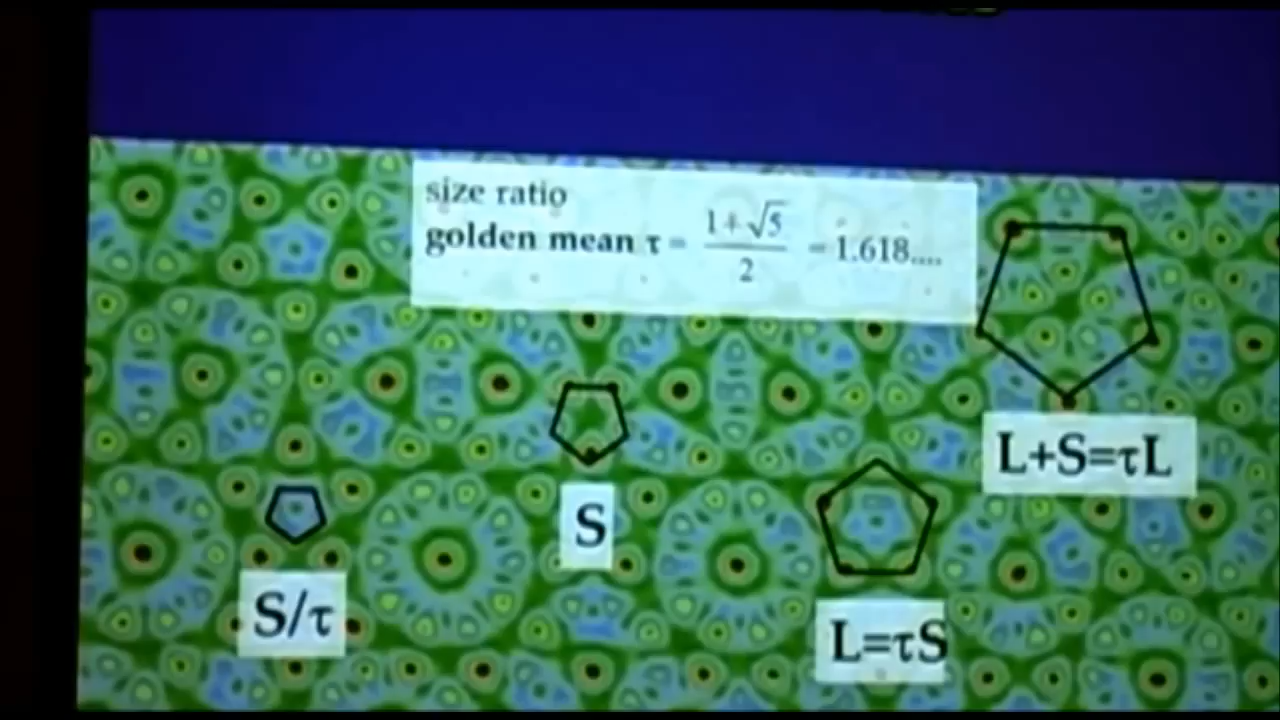 size ratio
golden mean τ = (1+√5)/2 = 1.618....
L+S=τL
S
S/τ
L=τS